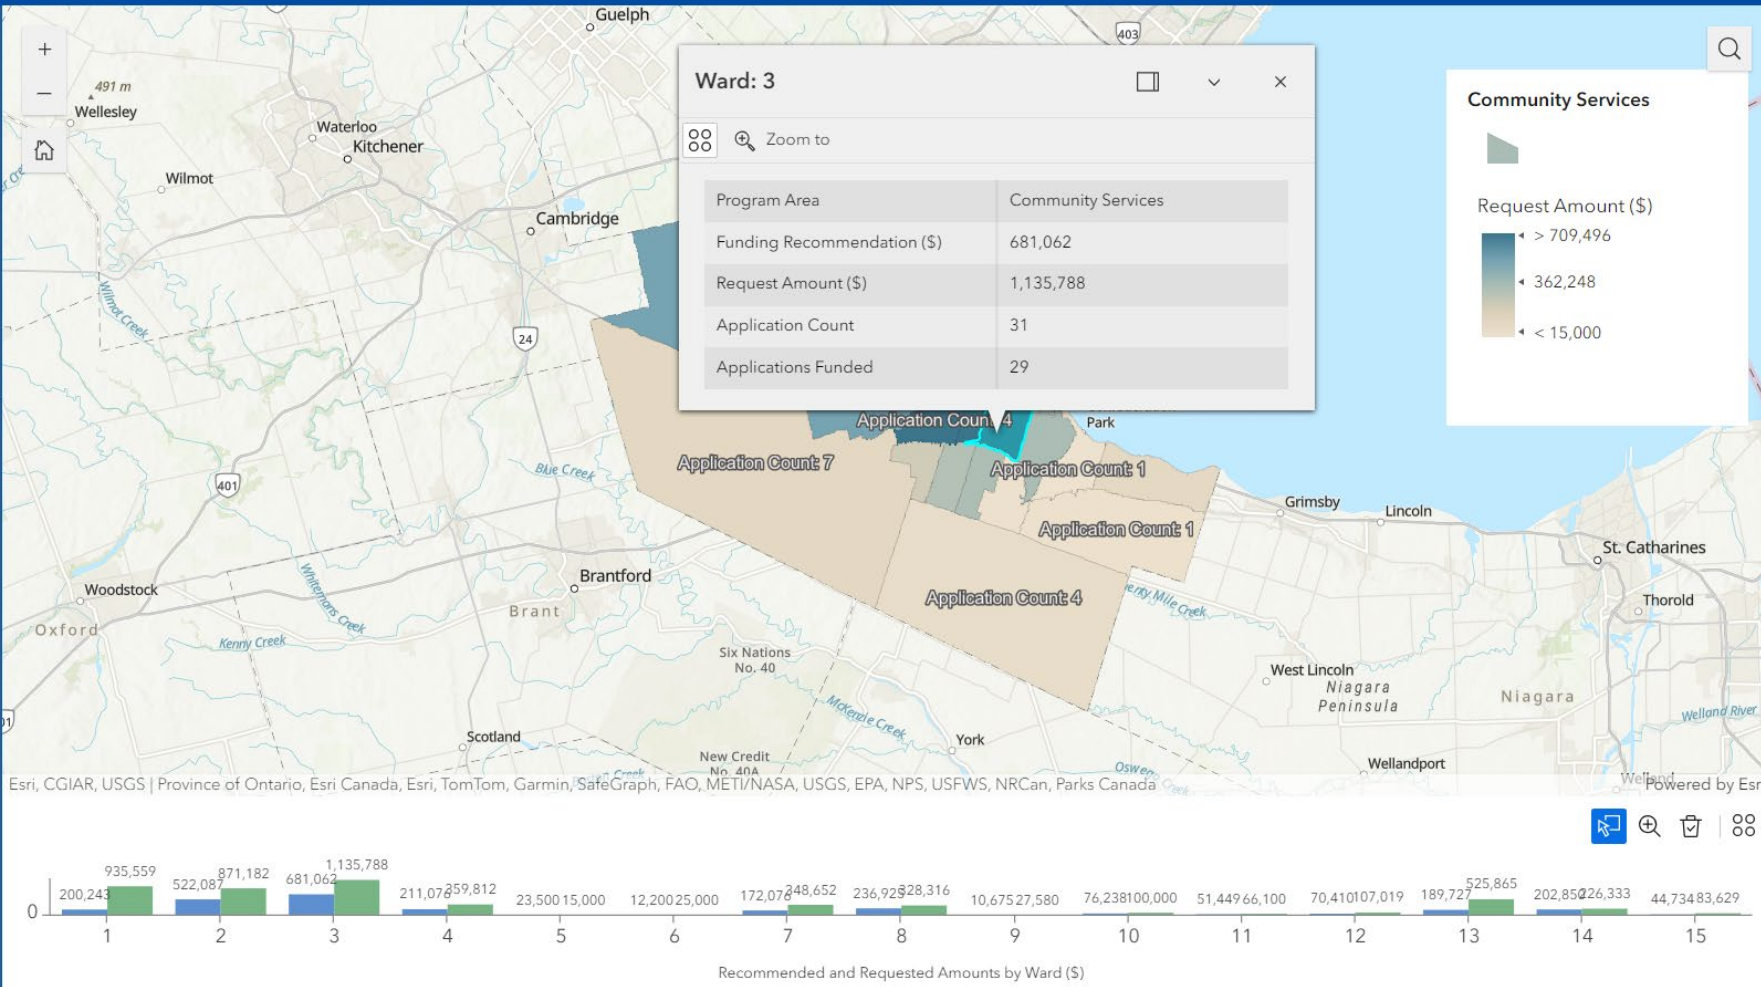 Guelph
403
+
−
491 m
Wellesley
Waterloo
Kitchener
Wilmot
Cambridge
Wilmot Creek
24
Ward: 3
Zoom to
Program Area Community Services
Funding Recommendation ($) 681,062
Request Amount ($) 1,135,788
Application Count 31
Applications Funded 29
Community Services
Request Amount ($)
> 709,496
362,248
< 15,000
Park
Application Count: 7
Application Count: 1
Application Count: 1
Application Count: 4
Blue Creek
401
Grimsby
Lincoln
St. Catharines
Thorold
Woodstock
Oxford
Whitemans Creek
Kenny Creek
Brantford
Brant
Six Nations
No. 40
McKenzie Creek
New Credit
No. 40A
Scotland
York
Mile Creek
West Lincoln
Niagara
Peninsula
Niagara
Welland River
Wellandport
Welland
Esri, CGIAR, USGS | Province of Ontario, Esri Canada, Esri, TomTom, Garmin, SafeGraph, FAO, METI/NASA, USGS, EPA, NPS, USFWS, NRCan, Parks Canada
Powered by Esri
200,243 935,559 522,087 871,182 681,062 1,135,788 211,076 359,812 23,500 15,000 12,200 25,000 172,076 348,652 236,925 328,316 10,675 27,580 76,238 100,000 51,449 66,100 70,410 107,019 189,727 525,865 202,850 226,333 44,734 83,629
0
1 2 3 4 5 6 7 8 9 10 11 12 13 14 15
Recommended and Requested Amounts by Ward ($)